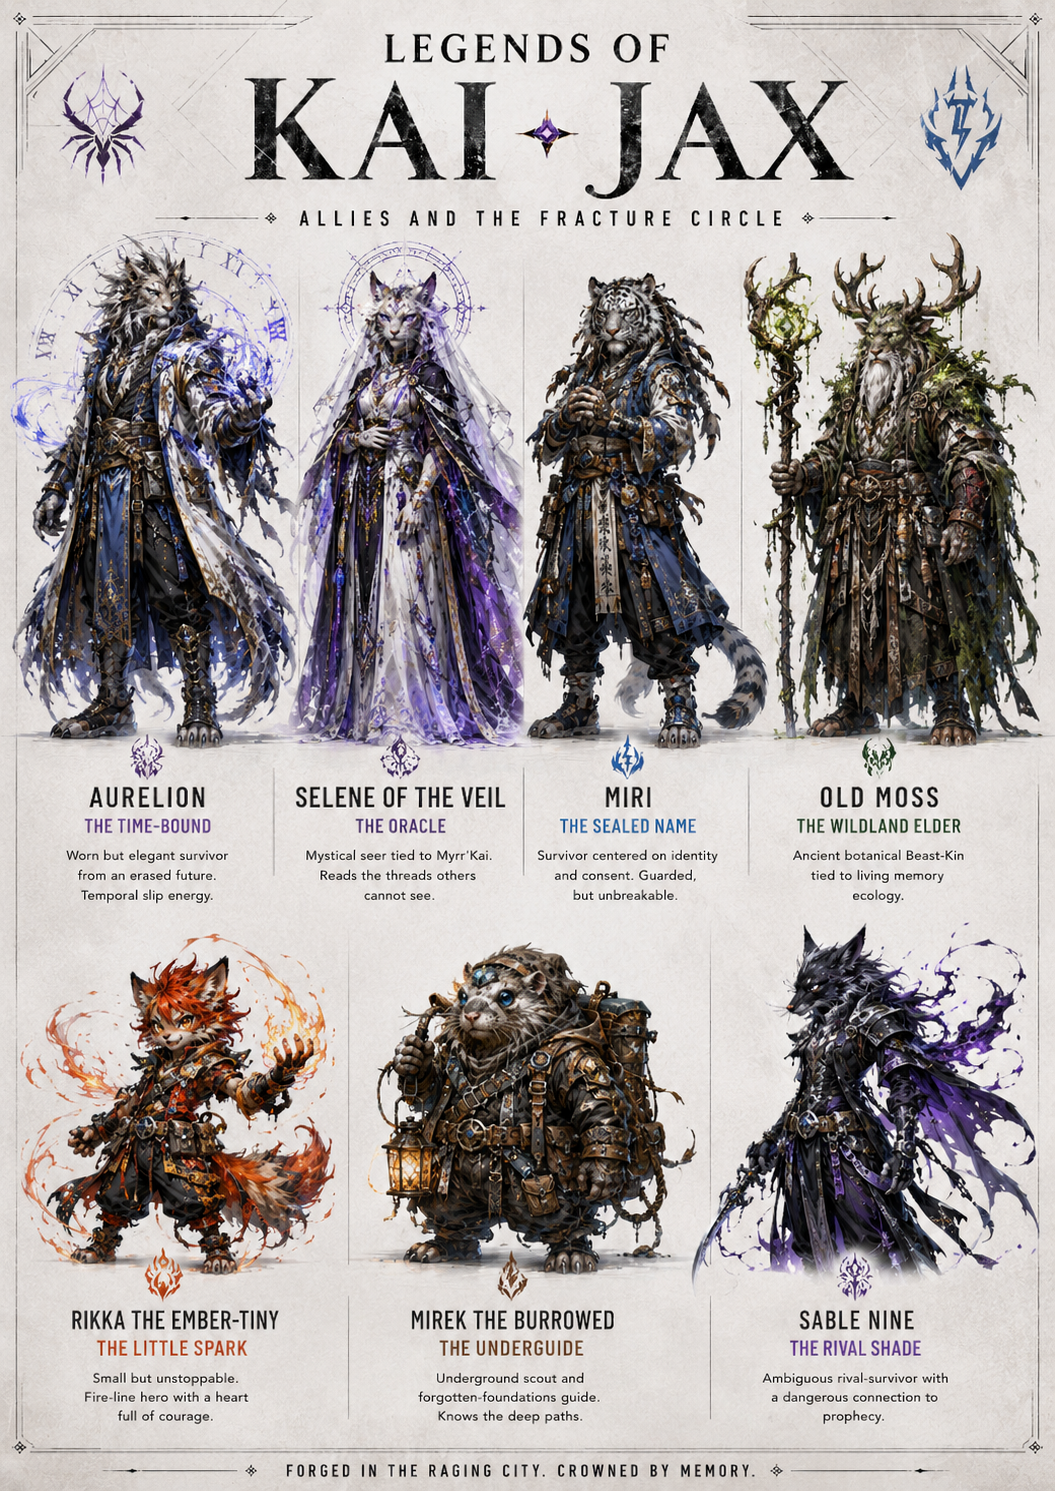 LEGENDS OF
KAI JAX
ALLIES AND THE FRACTURE CIRCLE
AURELION
THE TIME-BOUND
Worn but elegant survivor
from an erased future.
Temporal slip energy.
SELENE OF THE VEIL
THE ORACLE
Mystical seer tied to Myrr'Kai.
Reads the threads others
cannot see.
MIRI
THE SEALED NAME
Survivor centered on identity
and consent. Guarded,
but unbreakable.
OLD MOSS
THE WILDLAND ELDER
Ancient botanical Beast-Kin
tied to living memory
ecology.
RIKKA THE EMBER-TINY
THE LITTLE SPARK
Small but unstoppable.
Fire-line hero with a heart
full of courage.
MIREK THE BURROWED
THE UNDERGUIDE
Underground scout and
forgotten-foundations guide.
Knows the deep paths.
SABLE NINE
THE RIVAL SHADE
Ambiguous rival-survivor with
a dangerous connection to
prophecy.
FORGED IN THE RAGING CITY. CROWNED BY MEMORY.